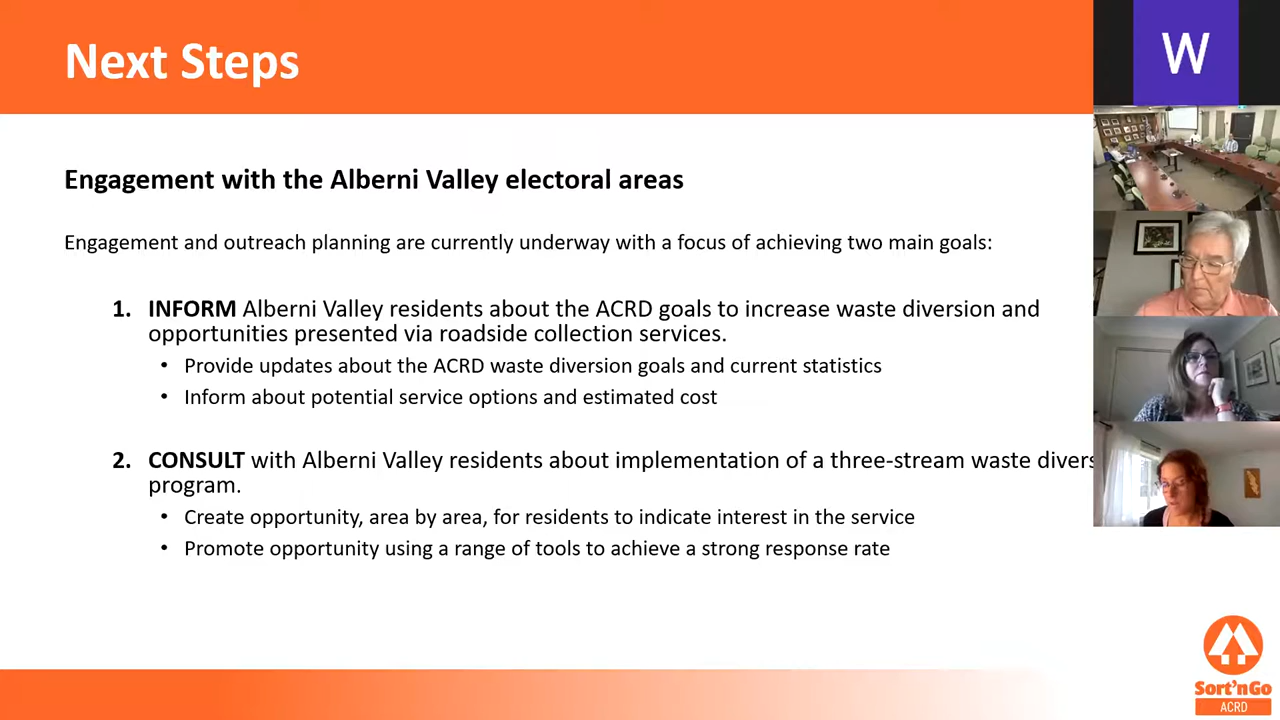 Next Steps
W
Engagement with the Alberni Valley electoral areas
Engagement and outreach planning are currently underway with a focus of achieving two main goals:
1. INFORM Alberni Valley residents about the ACRD goals to increase waste diversion and
opportunities presented via roadside collection services.
• Provide updates about the ACRD waste diversion goals and current statistics
• Inform about potential service options and estimated cost
2. CONSULT with Alberni Valley residents about implementation of a three-stream waste divers
program.
• Create opportunity, area by area, for residents to indicate interest in the service
• Promote opportunity using a range of tools to achieve a strong response rate
Sort'nGo
ACRD